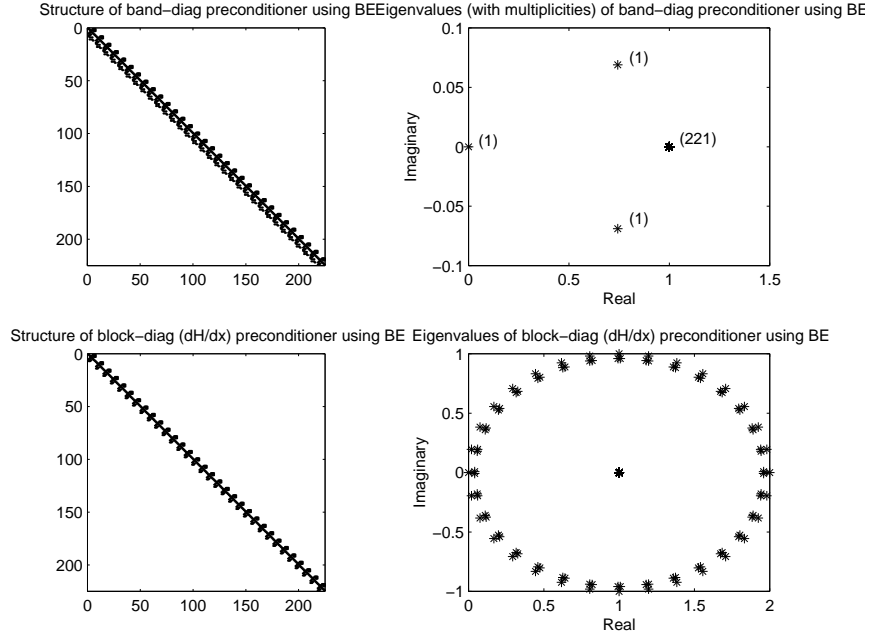 Structure of band−diag preconditioner using BE
Eigenvalues (with multiplicities) of band−diag preconditioner using BE
0
50
100
150
200
0 50 100 150 200
0.1
0.05
0
−0.05
−0.1
Imaginary
(1)
(1)
(221)
(1)
0 0.5 1 1.5
Real
Structure of block−diag (dH/dx) preconditioner using BE
Eigenvalues of block−diag (dH/dx) preconditioner using BE
0
50
100
150
200
0 50 100 150 200
1
0.5
0
−0.5
−1
Imaginary
0 0.5 1 1.5 2
Real